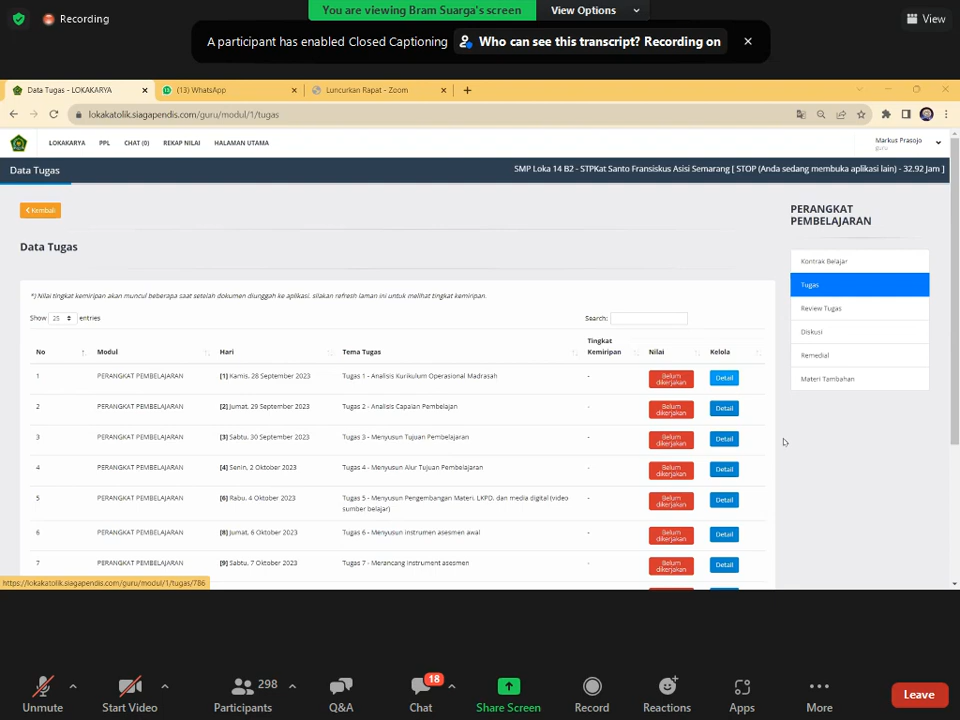 Recording
You are viewing Bram Suarga's screen
View Options
View
A participant has enabled Closed Captioning
Who can see this transcript? Recording on
Data Tugas - LOKAKARYA
(13) WhatsApp
Luncurkan Rapat - Zoom
lokakatolik.siagapendis.com/guru/modul/1/tugas
LOKAKARYA PPL CHAT (0) REKAP NILAI HALAMAN UTAMA
Markus Prasojo
guru
Data Tugas
SMP Loka 14 B2 - STPKat Santo Fransiskus Asisi Semarang [ STOP (Anda sedang membuka aplikasi lain) - 32.92 Jam ]
Kembali
Data Tugas
*) Nilai tingkat kemiripan akan muncul beberapa saat setelah dokumen diunggah ke aplikasi. silakan refresh laman ini untuk melihat tingkat kemiripan.
Show 25 entries
Search:
No Modul Hari Tema Tugas Tingkat Kemiripan Nilai Kelola
1 PERANGKAT PEMBELAJARAN [1] Kamis, 28 September 2023 Tugas 1 - Analisis Kurikulum Operasional Madrasah - Belum dikerjakan Detail
2 PERANGKAT PEMBELAJARAN [2] Jumat, 29 September 2023 Tugas 2 - Analisis Capaian Pembelajan - Belum dikerjakan Detail
3 PERANGKAT PEMBELAJARAN [3] Sabtu, 30 September 2023 Tugas 3 - Menyusun Tujuan Pembelajaran - Belum dikerjakan Detail
4 PERANGKAT PEMBELAJARAN [4] Senin, 2 Oktober 2023 Tugas 4 - Menyusun Alur Tujuan Pembelajaran - Belum dikerjakan Detail
5 PERANGKAT PEMBELAJARAN [6] Rabu, 4 Oktober 2023 Tugas 5 - Menyusun Pengembangan Materi, LKPD, dan media digital (video sumber belajar) - Belum dikerjakan Detail
6 PERANGKAT PEMBELAJARAN [8] Jumat, 6 Oktober 2023 Tugas 6 - Menyusun instrumen asesmen awal - Belum dikerjakan Detail
7 PERANGKAT PEMBELAJARAN [9] Sabtu, 7 Oktober 2023 Tugas 7 - Merancang instrumen asesmen - Belum dikerjakan Detail
PERANGKAT
PEMBELAJARAN
Kontrak Belajar
Tugas
Review Tugas
Diskusi
Remedial
Materi Tambahan
https://lokakatolik.siagapendis.com/guru/modul/1/tugas/786
Unmute
Start Video
298
Participants
Q&A
18
Chat
Share Screen
Record
Reactions
Apps
More
Leave